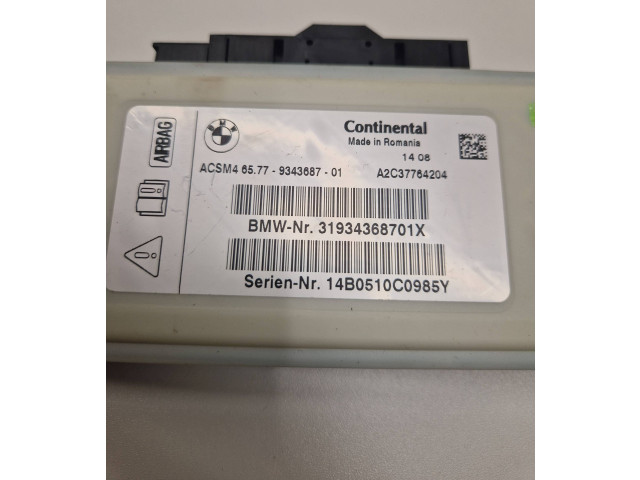 AIRBAG
BMW
Continental
Made in Romania
14 08
ACSM4 65.77 - 9343687 - 01 A2C37764204
BMW-Nr. 31934368701X
Serien-Nr. 14B0510C0985Y